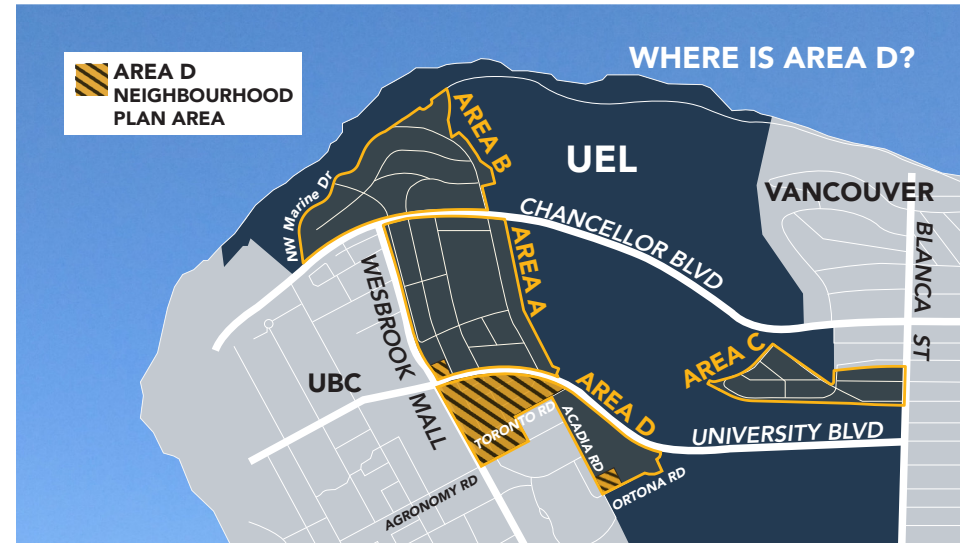 AREA D
NEIGHBOURHOOD
PLAN AREA
WHERE IS AREA D?
AREA B
UEL
NW Marine Dr
VANCOUVER
CHANCELLOR BLVD
BLANCA ST
AREA A
WESBROOK MALL
AREA C
UBC
AREA D
TORONTO RD
ACADIA RD
UNIVERSITY BLVD
AGRONOMY RD
ORTONA RD